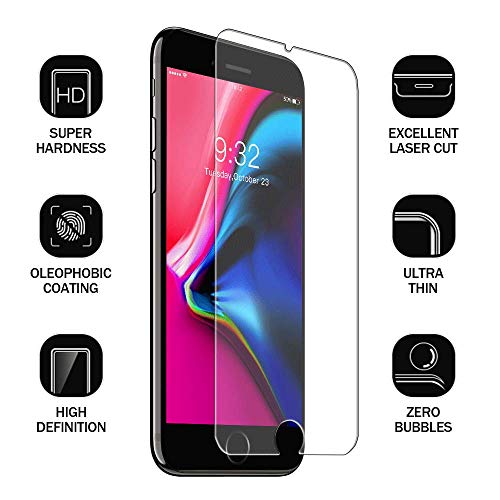 HD
SUPER
HARDNESS
OLEOPHOBIC
COATING
HIGH
DEFINITION
9:32
Tuesday,October 23
EXCELLENT
LASER CUT
ULTRA
THIN
ZERO
BUBBLES